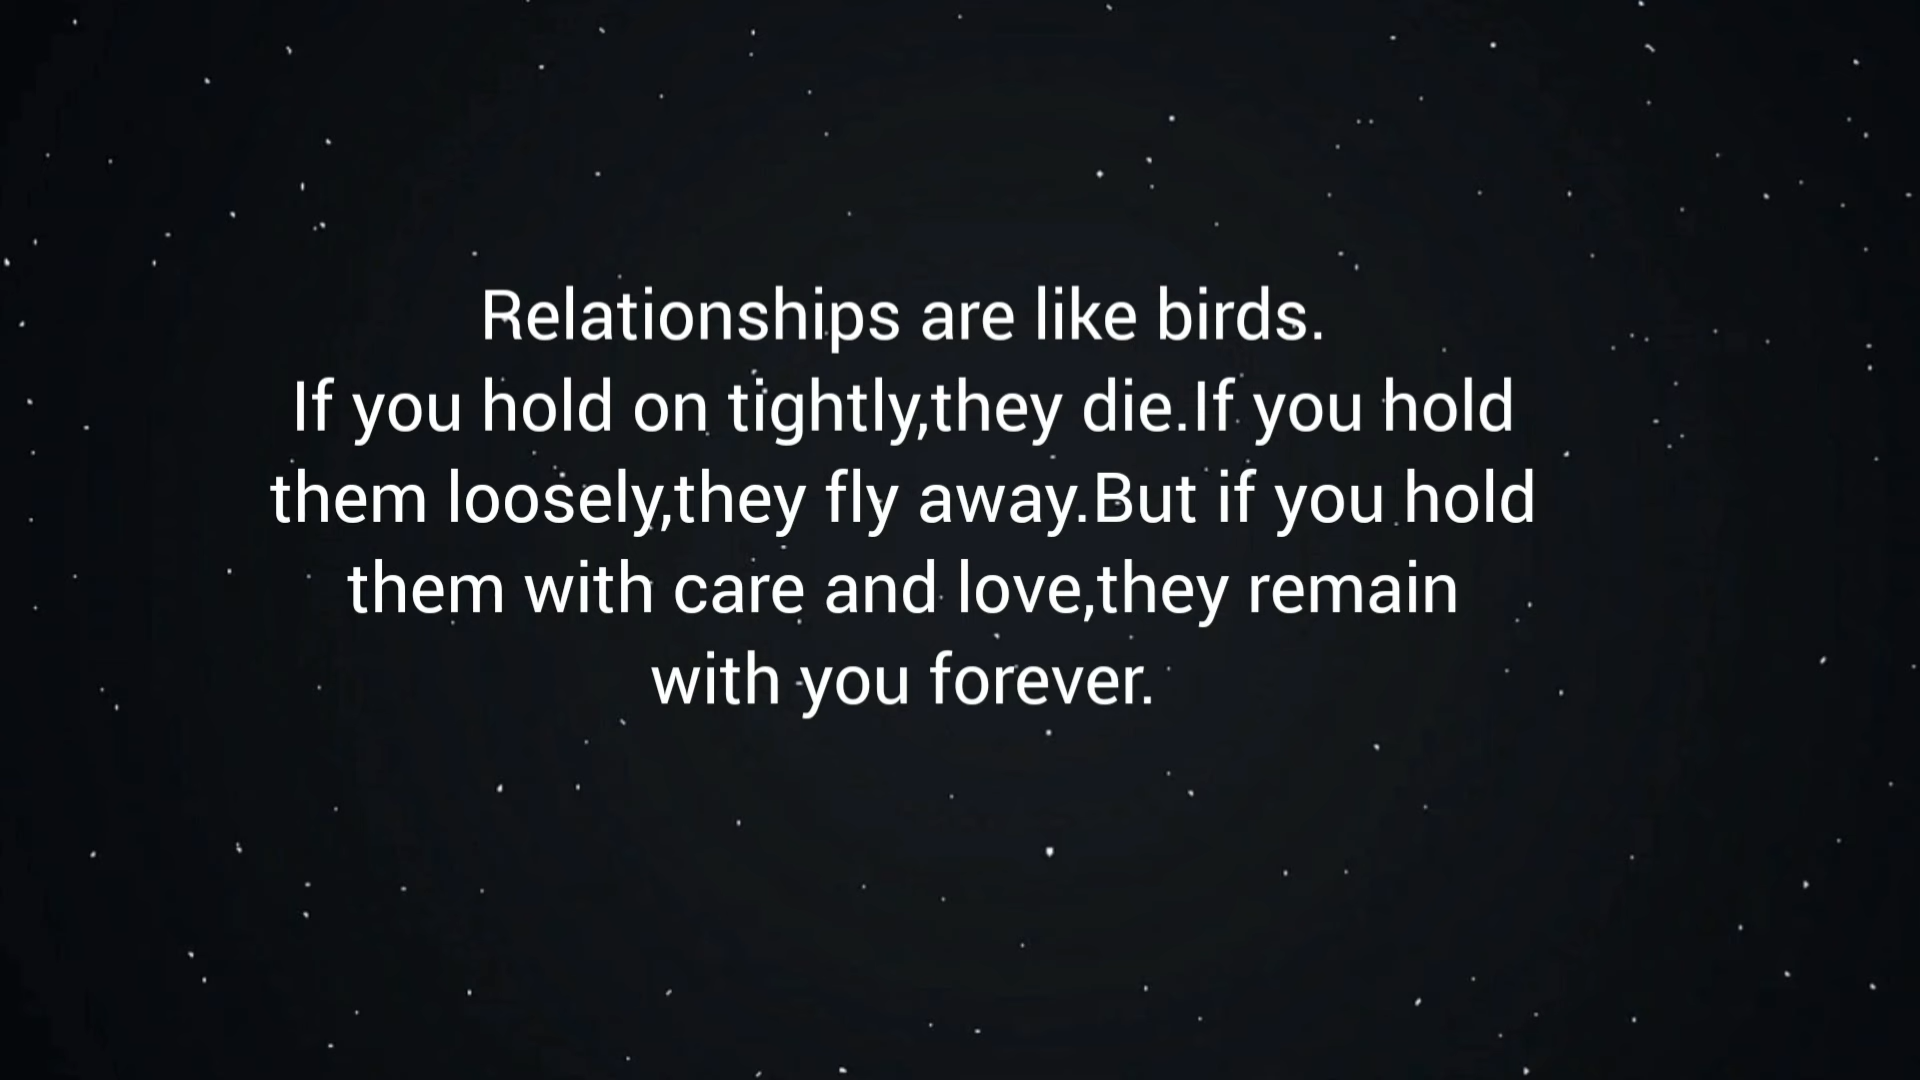 Relationships are like birds.
If you hold on tightly,they die.If you hold
them loosely,they fly away.But if you hold
them with care and love,they remain
with you forever.